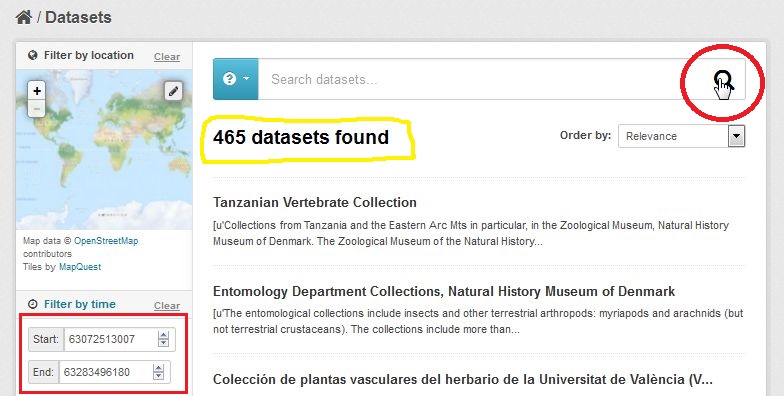 / Datasets
Filter by location Clear
+
−
Map data © OpenStreetMap
contributors
Tiles by MapQuest
Filter by time Clear
Start: 63072513007
End: 63283496180
? Search datasets...
465 datasets found
Order by: Relevance
Tanzanian Vertebrate Collection
[u'Collections from Tanzania and the Eastern Arc Mts in particular, in the Zoological Museum, Natural History
Museum of Denmark. The Zoological Museum of the Natural History...
Entomology Department Collections, Natural History Museum of Denmark
[u'The entomological collections include insects and other terrestrial arthropods: myriapods and arachnids (but
not terrestrial crustaceans). The collections include more than...
Colección de plantas vasculares del herbario de la Universitat de València (V...